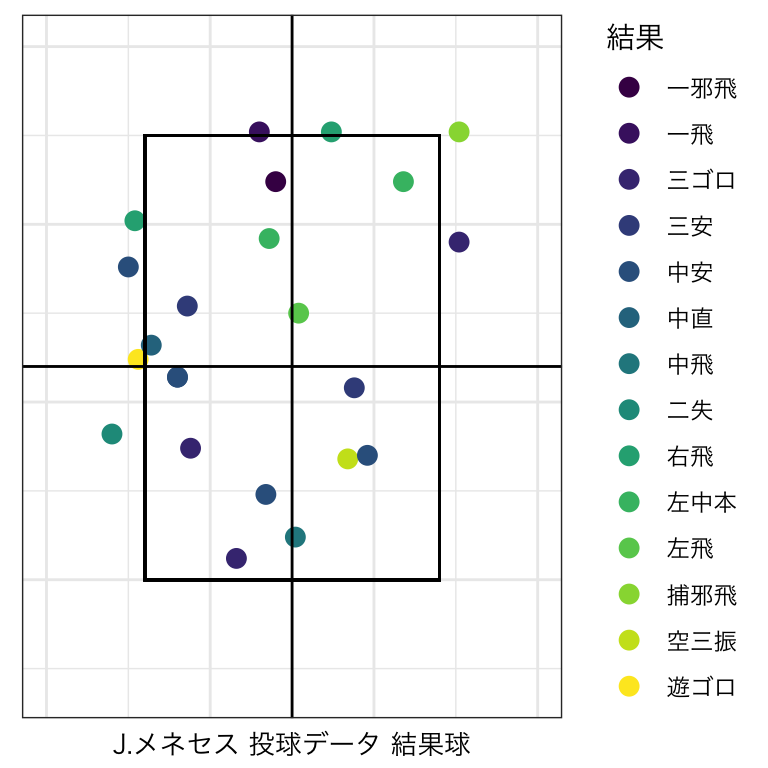 結果
一邪飛
一飛
三ゴロ
三安
中安
中直
中飛
二失
右飛
左中本
左飛
捕邪飛
空三振
遊ゴロ
J.メネセス 投球データ 結果球